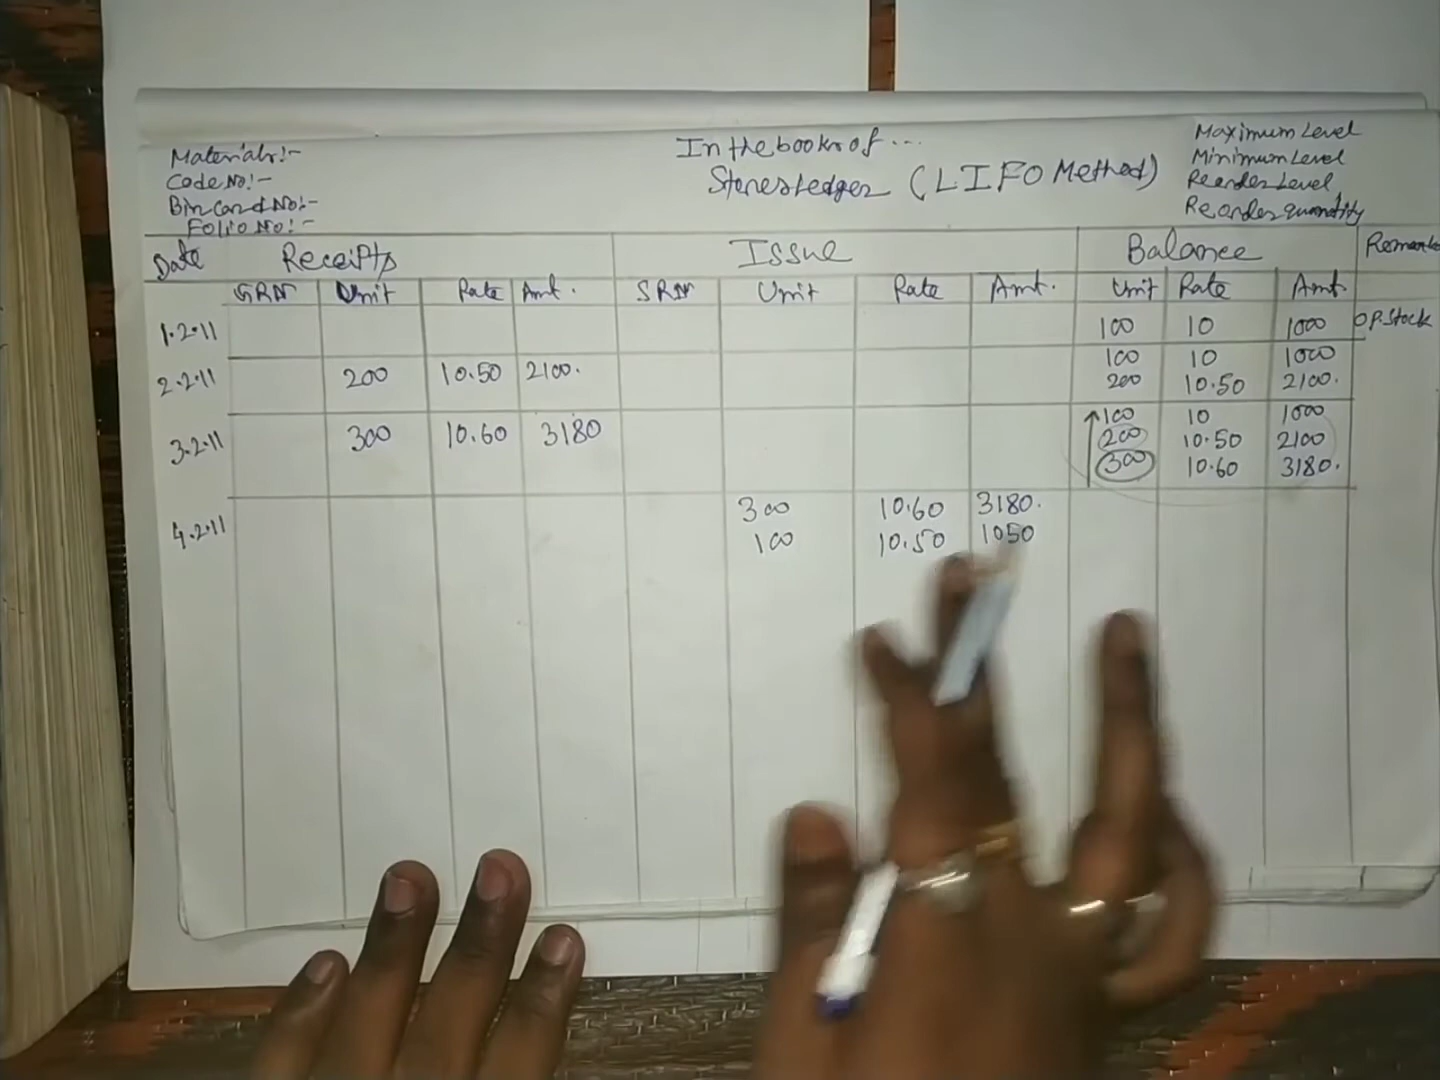 Materials:-
Code No:-
Bin Card No:-
Folio No:-
In the books of ...
Stores Ledger (LIFO Method)
Maximum Level
Minimum Level
Reorder Level
Reorder quantity
Date Receipts Issue Balance Remarks
GRN Unit Rate Amt. SRN Unit Rate Amt. Unit Rate Amt
1.2.11 100 10 1000 OP.Stock
100 10 1000
2.2.11 200 10.50 2100. 200 10.50 2100.
100 10 1000
3.2.11 300 10.60 3180 200 10.50 2100
300 10.60 3180.
4.2.11 300 10.60 3180.
100 10.50 1050